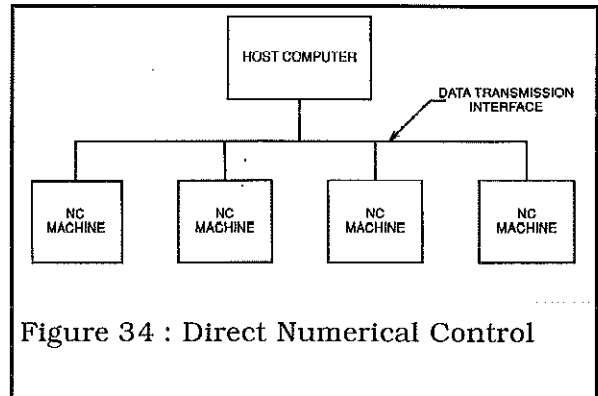 HOST COMPUTER
DATA TRANSMISSION
INTERFACE
NC
MACHINE
NC
MACHINE
NC
MACHINE
NC
MACHINE
Figure 34 : Direct Numerical Control